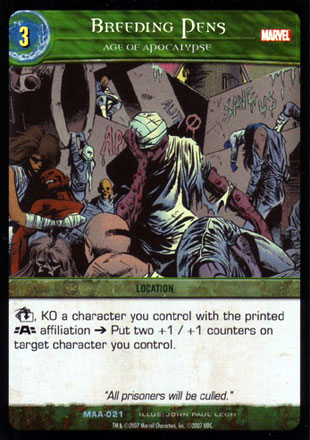 3
BREEDING PENS
AGE OF APOCALYPSE
MARVEL
SAVE US
LOCATION
, KO a character you control with the printed
-A- affiliation ➔ Put two +1 / +1 counters on
target character you control.
"All prisoners will be culled."
MAA-021 ILLUS: JOHN PAUL LEON
TM & ©2007 Marvel Characters, Inc. ©2007 UDC.